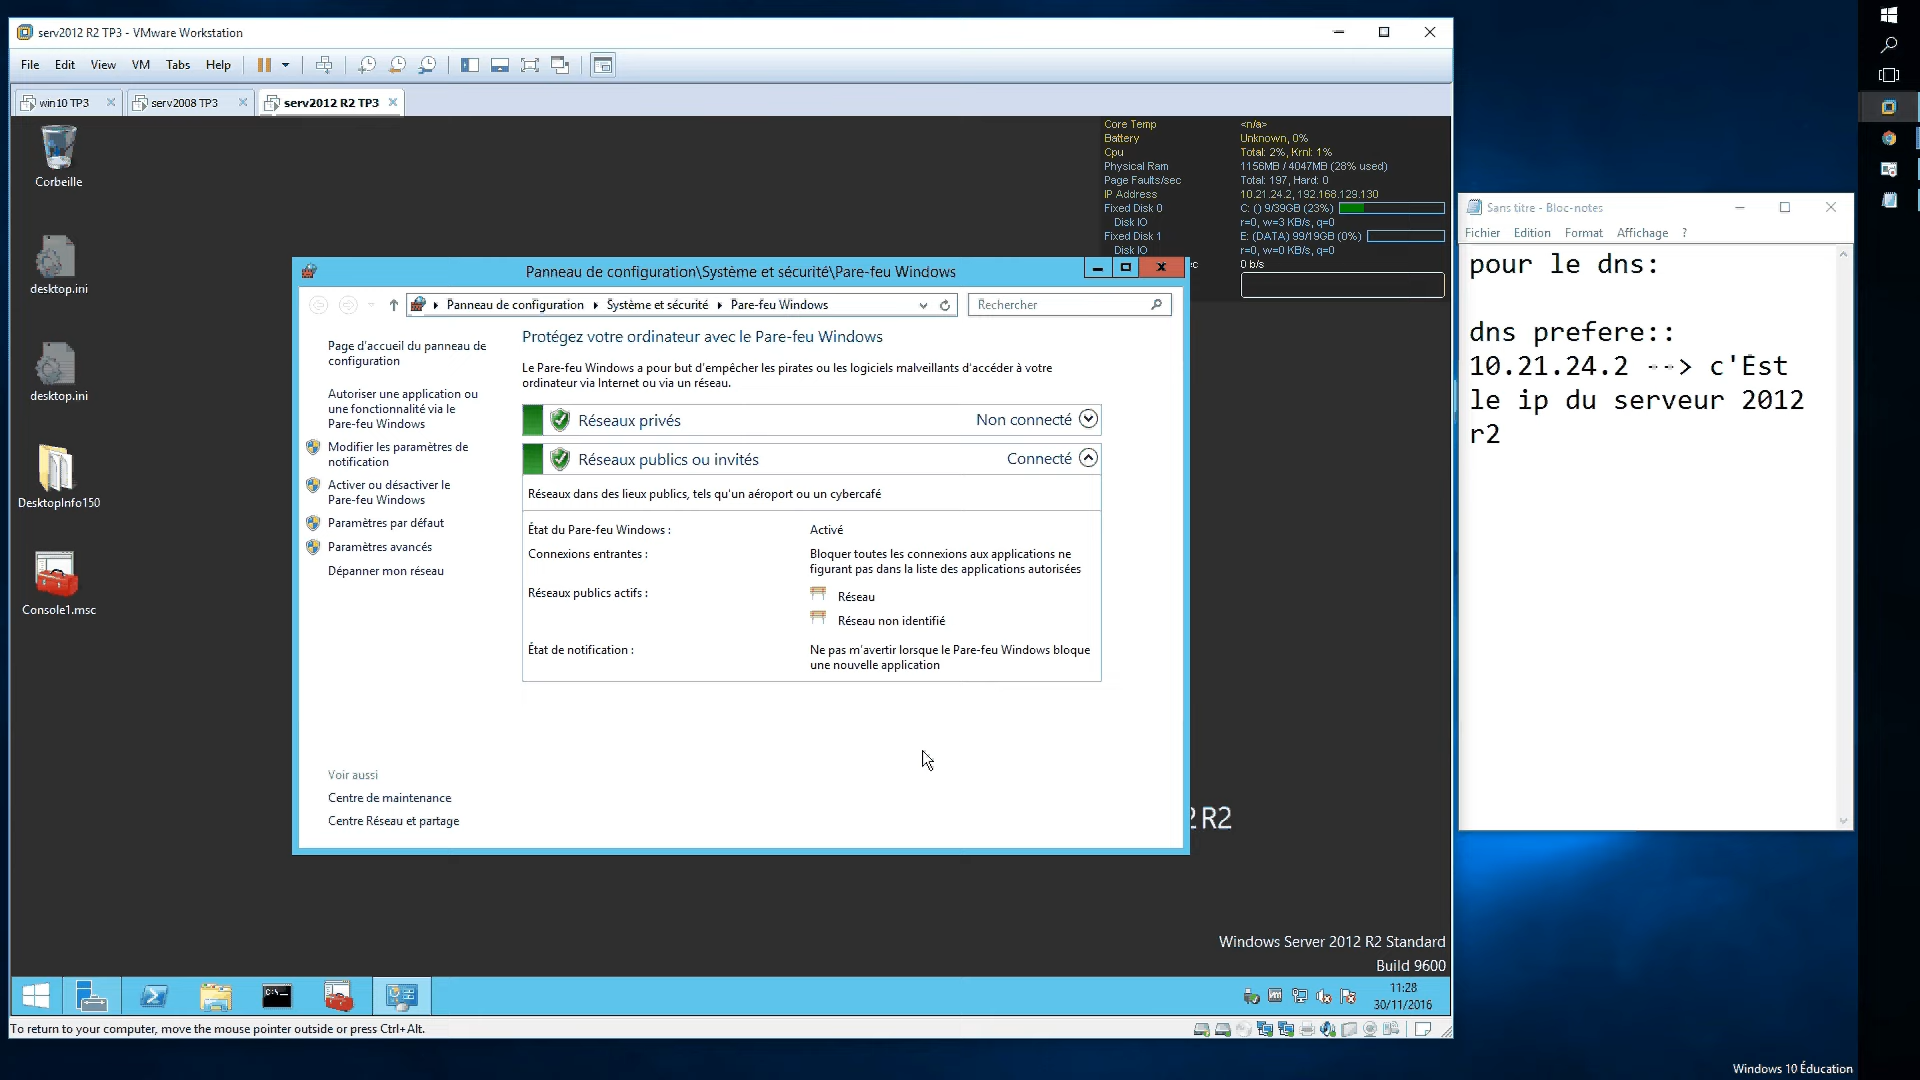 serv2012 R2 TP3 - VMware Workstation
File Edit View VM Tabs Help
win10 TP3
serv2008 TP3
serv2012 R2 TP3
Corbeille
desktop.ini
desktop.ini
DesktopInfo150
Console1.msc
Core Temp <n/a>
Battery Unknown, 0%
Cpu Total: 2%, Krnl: 1%
Physical Ram 1156MB / 4047MB (28% used)
Page Faults/sec Total: 197, Hard: 0
IP Address 10.21.24.2, 192.168.129.130
Fixed Disk 0 C: () 9/39GB (23%)
Disk IO r=0, w=3 KB/s, q=0
Fixed Disk 1 E: (DATA) 99/19GB (0%)
Disk IO r=0, w=0 KB/s, q=0
0 b/s
Panneau de configuration\Système et sécurité\Pare-feu Windows
Panneau de configuration Système et sécurité Pare-feu Windows
Rechercher
Page d'accueil du panneau de
configuration
Autoriser une application ou
une fonctionnalité via le
Pare-feu Windows
Modifier les paramètres de
notification
Activer ou désactiver le
Pare-feu Windows
Paramètres par défaut
Paramètres avancés
Dépanner mon réseau
Voir aussi
Centre de maintenance
Centre Réseau et partage
Protégez votre ordinateur avec le Pare-feu Windows
Le Pare-feu Windows a pour but d'empêcher les pirates ou les logiciels malveillants d'accéder à votre
ordinateur via Internet ou via un réseau.
Réseaux privés Non connecté
Réseaux publics ou invités Connecté
Réseaux dans des lieux publics, tels qu'un aéroport ou un cybercafé
État du Pare-feu Windows : Activé
Connexions entrantes : Bloquer toutes les connexions aux applications ne
figurant pas dans la liste des applications autorisées
Réseaux publics actifs : Réseau
Réseau non identifié
État de notification : Ne pas m'avertir lorsque le Pare-feu Windows bloque
une nouvelle application
2 R2
Windows Server 2012 R2 Standard
Build 9600
11:28
30/11/2016
To return to your computer, move the mouse pointer outside or press Ctrl+Alt.
Sans titre - Bloc-notes
Fichier Edition Format Affichage ?
pour le dns:
dns prefere::
10.21.24.2 --> c'Est
le ip du serveur 2012
r2
Windows 10 Éducation